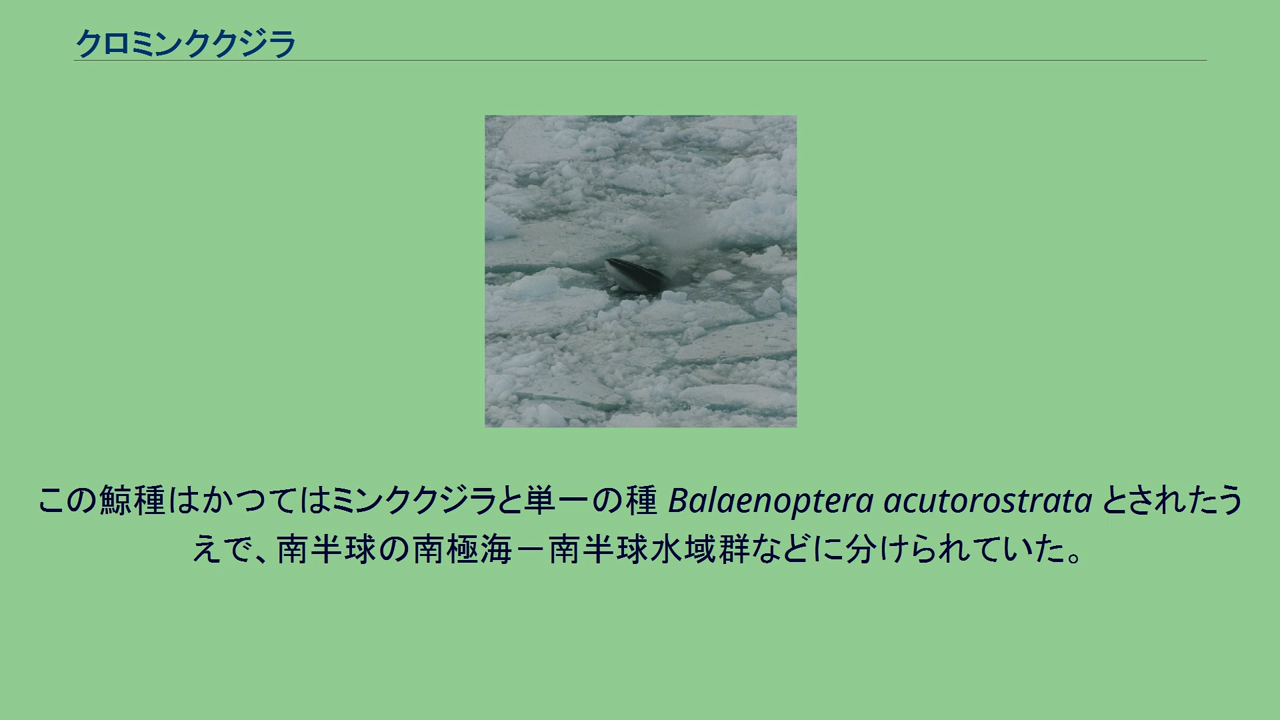 クロミンククジラ
この鯨種はかつてはミンククジラと単一の種 Balaenoptera acutorostrata とされたう
えで、南半球の南極海－南半球水域群などに分けられていた。